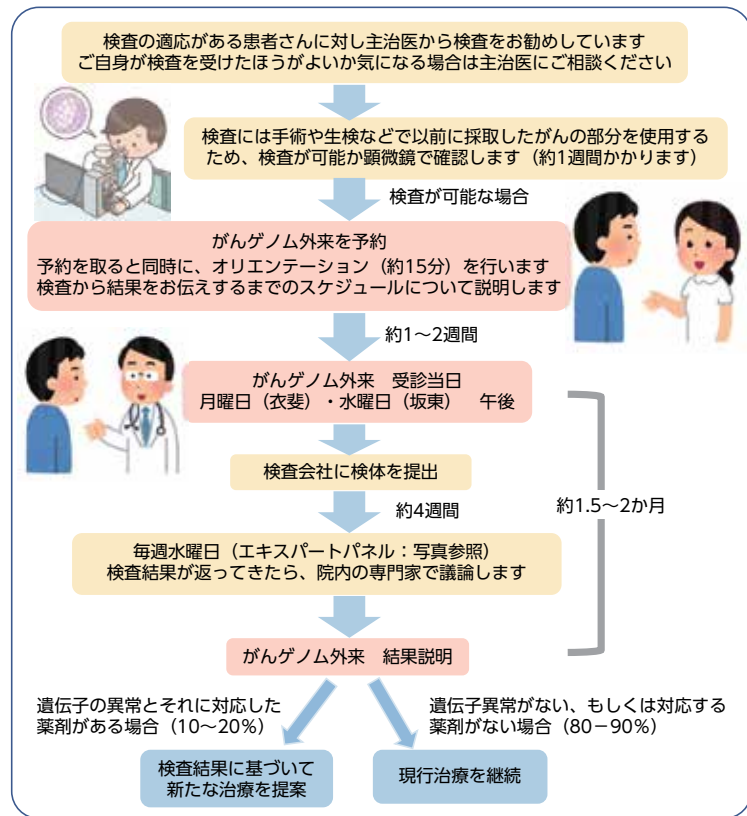 検査の適応がある患者さんに対し主治医から検査をお勧めしています
ご自身が検査を受けたほうがよいか気になる場合は主治医にご相談ください
検査には手術や生検などで以前に採取したがんの部分を使用する
ため、検査が可能か顕微鏡で確認します（約1週間かかります）
検査が可能な場合
がんゲノム外来を予約
予約を取ると同時に、オリエンテーション（約15分）を行います
検査から結果をお伝えするまでのスケジュールについて説明します
約1～2週間
がんゲノム外来　受診当日
月曜日（衣斐）・水曜日（坂東）　午後
検査会社に検体を提出
約4週間
約1.5～2か月
毎週水曜日（エキスパートパネル：写真参照）
検査結果が返ってきたら、院内の専門家で議論します
がんゲノム外来　結果説明
遺伝子の異常とそれに対応した
薬剤がある場合（10～20％）
遺伝子異常がない、もしくは対応する
薬剤がない場合（80－90％）
検査結果に基づいて
新たな治療を提案
現行治療を継続